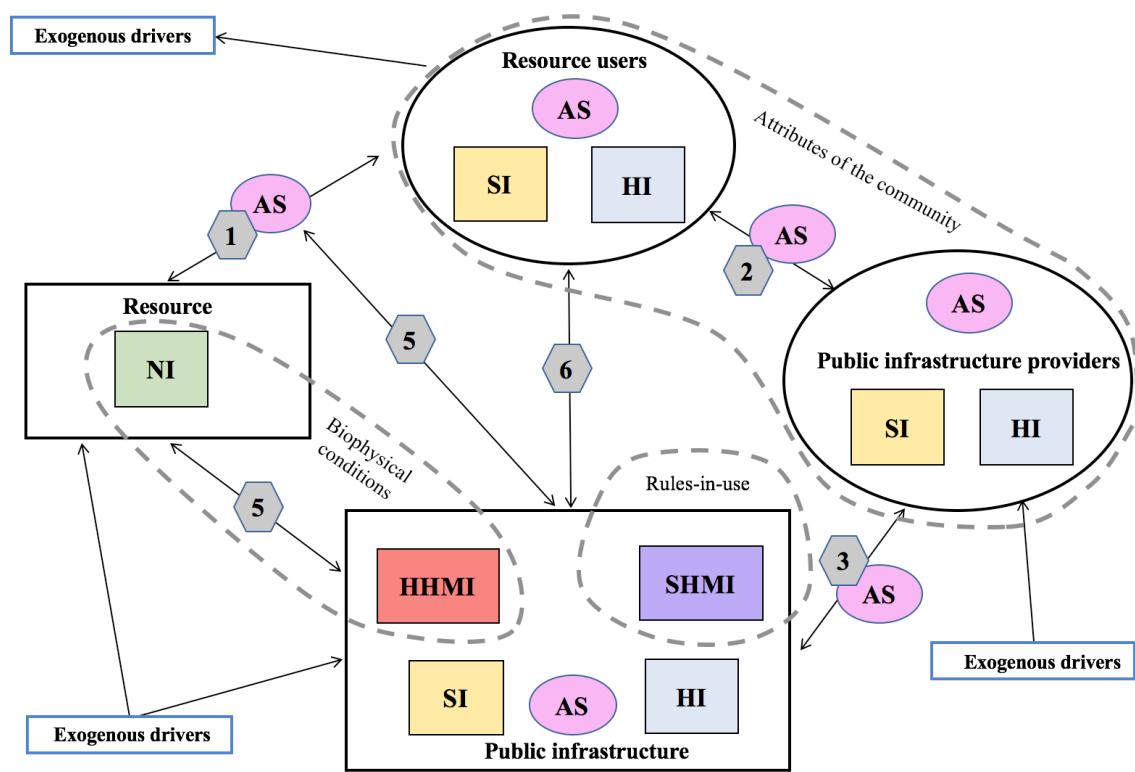 Exogenous drivers
Resource users
AS
SI
HI
Attributes of the community
AS
1
AS
2
Resource
NI
AS
Public infrastructure providers
SI
HI
5
6
Biophysical
conditions
Rules-in-use
5
HHMI
SHMI
3
AS
Exogenous drivers
SI
AS
HI
Public infrastructure
Exogenous drivers